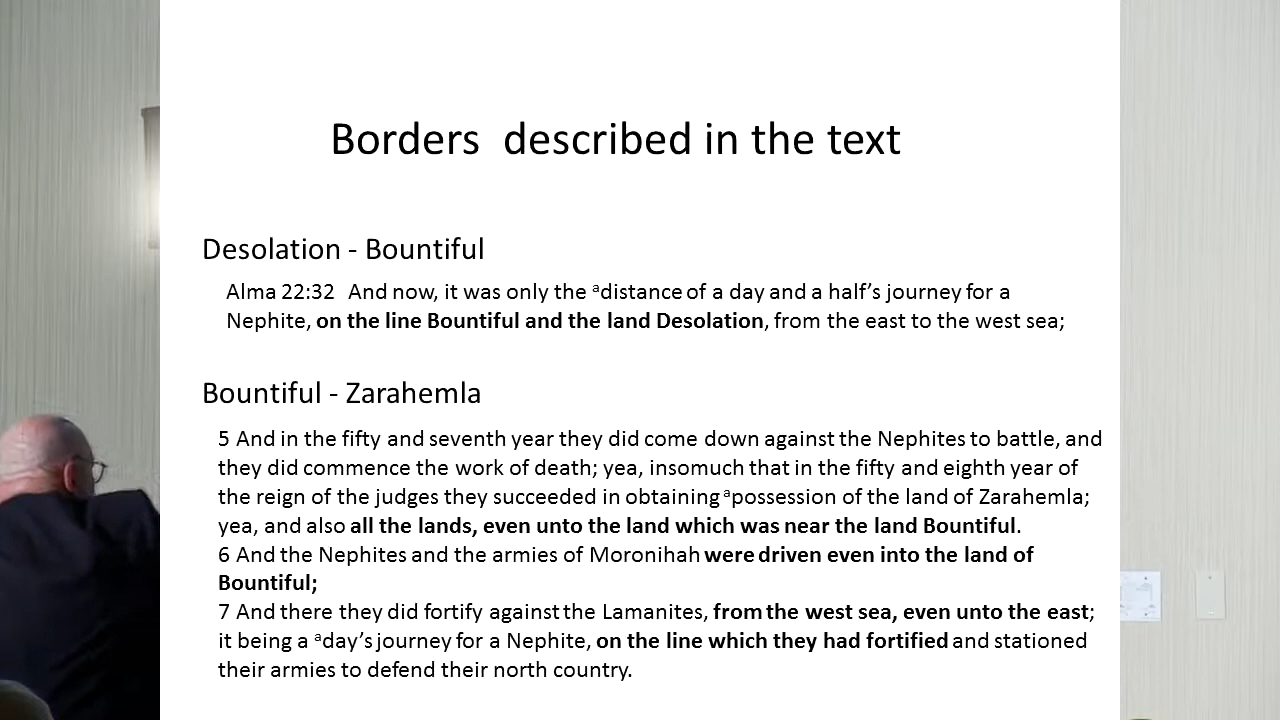 Borders described in the text
Desolation - Bountiful
Alma 22:32 And now, it was only the ᵃdistance of a day and a half’s journey for a
Nephite, on the line Bountiful and the land Desolation, from the east to the west sea;
Bountiful - Zarahemla
5 And in the fifty and seventh year they did come down against the Nephites to battle, and
they did commence the work of death; yea, insomuch that in the fifty and eighth year of
the reign of the judges they succeeded in obtaining ᵃpossession of the land of Zarahemla;
yea, and also all the lands, even unto the land which was near the land Bountiful.
6 And the Nephites and the armies of Moronihah were driven even into the land of
Bountiful;
7 And there they did fortify against the Lamanites, from the west sea, even unto the east;
it being a ᵃday’s journey for a Nephite, on the line which they had fortified and stationed
their armies to defend their north country.